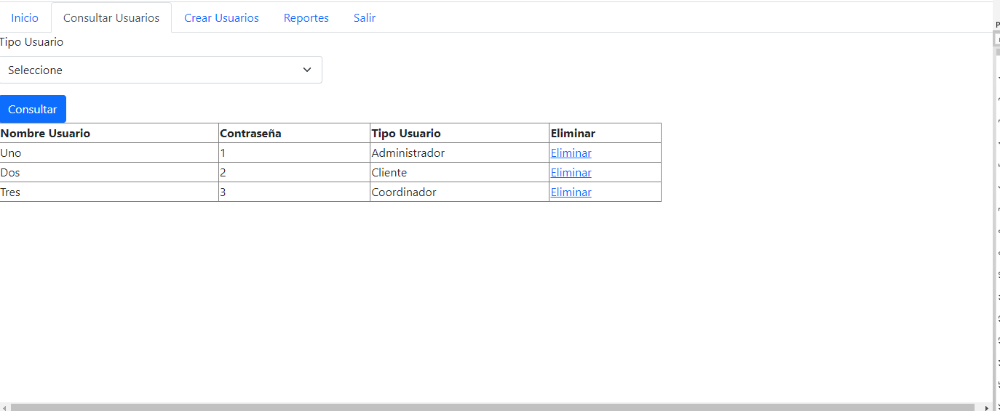 Inicio Consultar Usuarios Crear Usuarios Reportes Salir
Tipo Usuario
Seleccione
Consultar
Nombre Usuario Contraseña Tipo Usuario Eliminar
Uno 1 Administrador Eliminar
Dos 2 Cliente Eliminar
Tres 3 Coordinador Eliminar